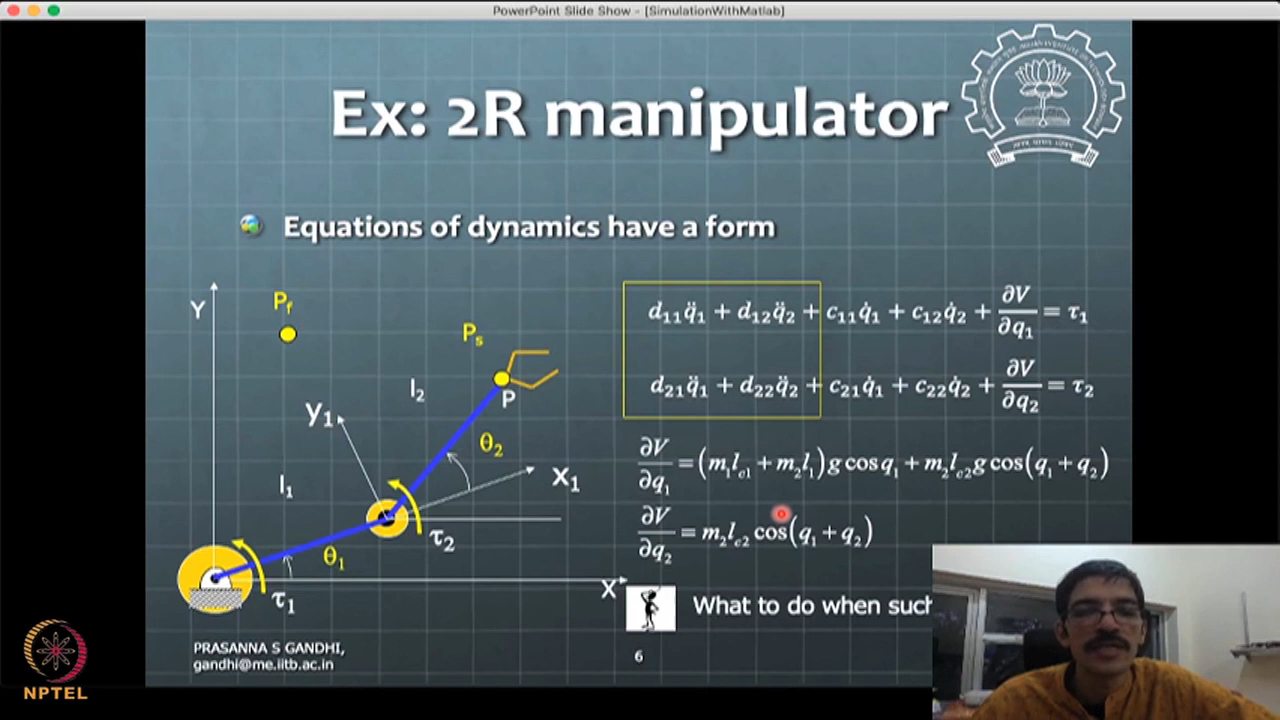 PowerPoint Slide Show - [SimulationWithMatlab]
Ex: 2R manipulator
Equations of dynamics have a form
Y
P_f
P_s
l₂
P
y₁
θ₂
x₁
l₁
τ₂
θ₁
X
τ₁
d₁₁q̈₁ + d₁₂q̈₂ + c₁₁q̇₁ + c₁₂q̇₂ + ∂V/∂q₁ = τ₁
d₂₁q̈₁ + d₂₂q̈₂ + c₂₁q̇₁ + c₂₂q̇₂ + ∂V/∂q₂ = τ₂
∂V/∂q₁ = (m₁l_c1 + m₂l₁) g cos q₁ + m₂l_c2 g cos(q₁ + q₂)
∂V/∂q₂ = m₂l_c2 cos(q₁ + q₂)
What to do when such
PRASANNA S GANDHI,
gandhi@me.iitb.ac.in
6
NPTEL